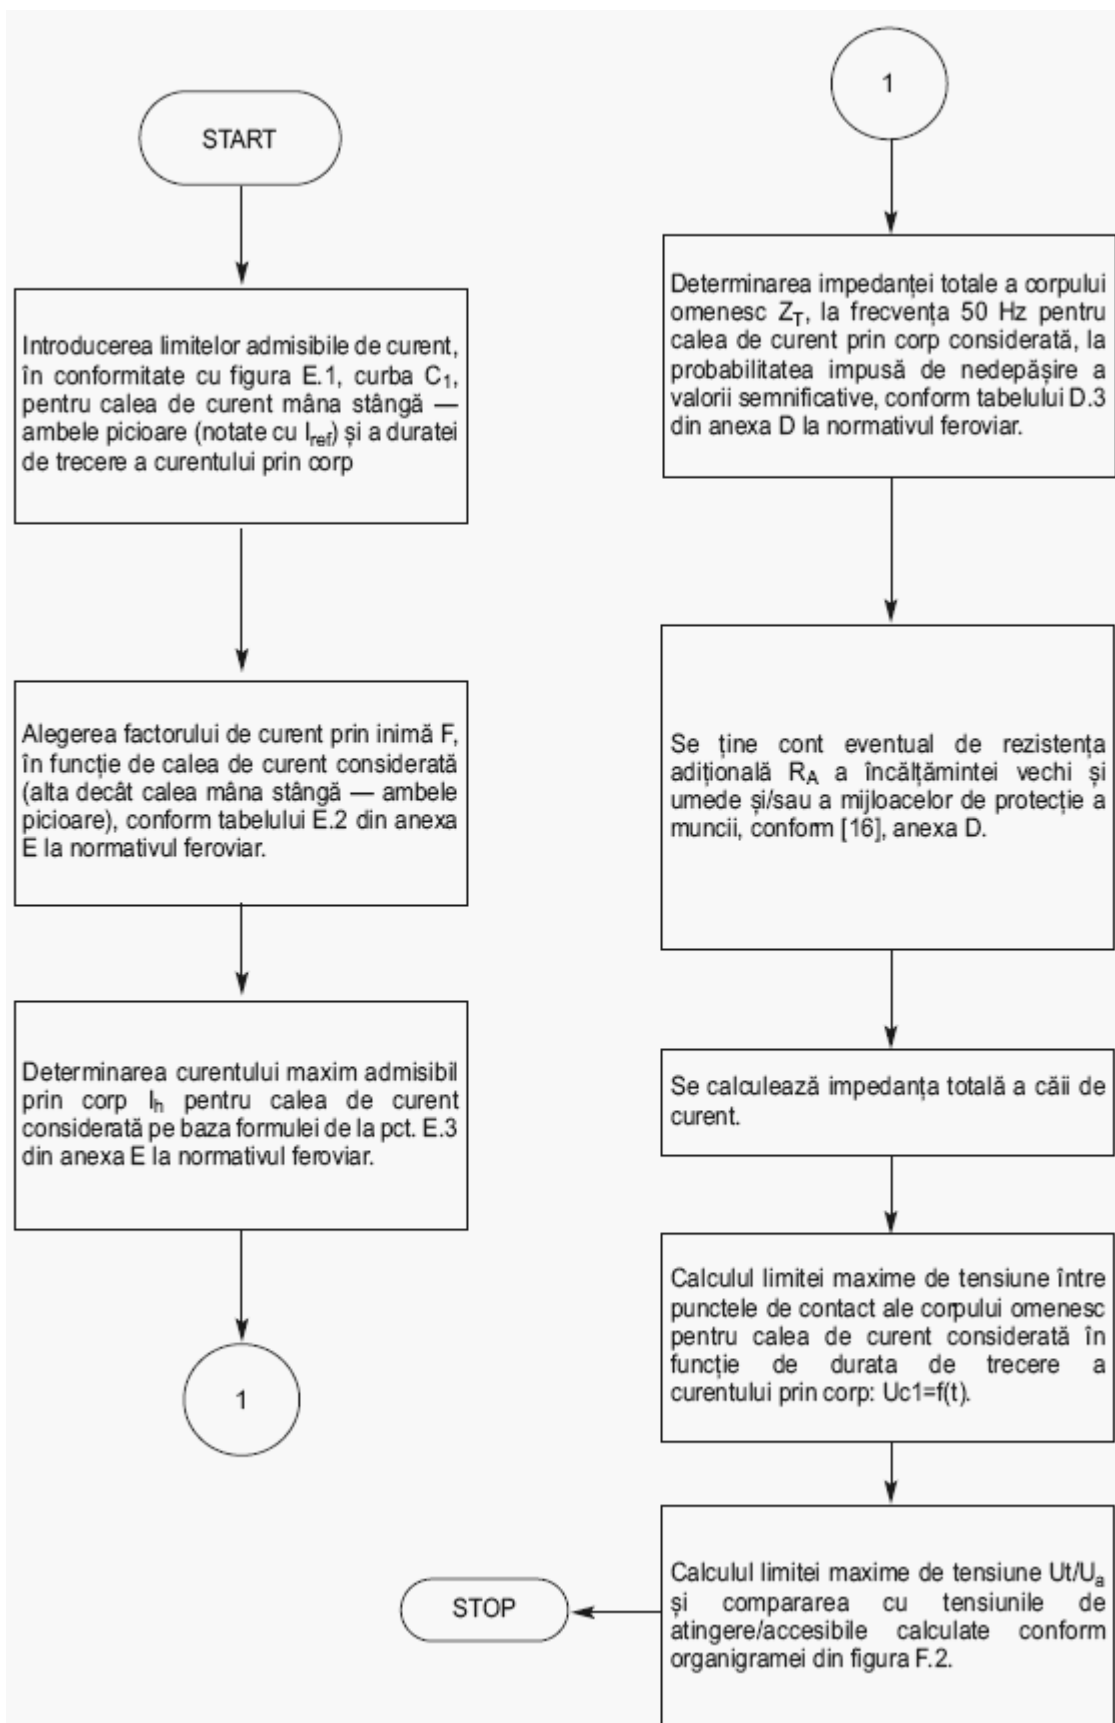 START
Introducerea limitelor admisibile de curent,
în conformitate cu figura E.1, curba C₁,
pentru calea de curent mâna stângă —
ambele picioare (notate cu I_ref) și a duratei
de trecere a curentului prin corp
Alegerea factorului de curent prin inimă F,
în funcție de calea de curent considerată
(alta decât calea mâna stângă — ambele
picioare), conform tabelului E.2 din anexa
E la normativul feroviar.
Determinarea curentului maxim admisibil
prin corp I_h pentru calea de curent
considerată pe baza formulei de la pct. E.3
din anexa E la normativul feroviar.
1
1
Determinarea impedanței totale a corpului
omenesc Z_T, la frecvența 50 Hz pentru
calea de curent prin corp considerată, la
probabilitatea impusă de nedepășire a
valorii semnificative, conform tabelului D.3
din anexa D la normativul feroviar.
Se ține cont eventual de rezistența
adițională R_A a încălțămintei vechi și
umede și/sau a mijloacelor de protecție a
muncii, conform [16], anexa D.
Se calculează impedanța totală a căii de
curent.
Calculul limitei maxime de tensiune între
punctele de contact ale corpului omenesc
pentru calea de curent considerată în
funcție de durata de trecere a
curentului prin corp: Uc1=f(t).
Calculul limitei maxime de tensiune Ut/U_a
și compararea cu tensiunile de
atingere/accesibile calculate conform
organigramei din figura F.2.
STOP